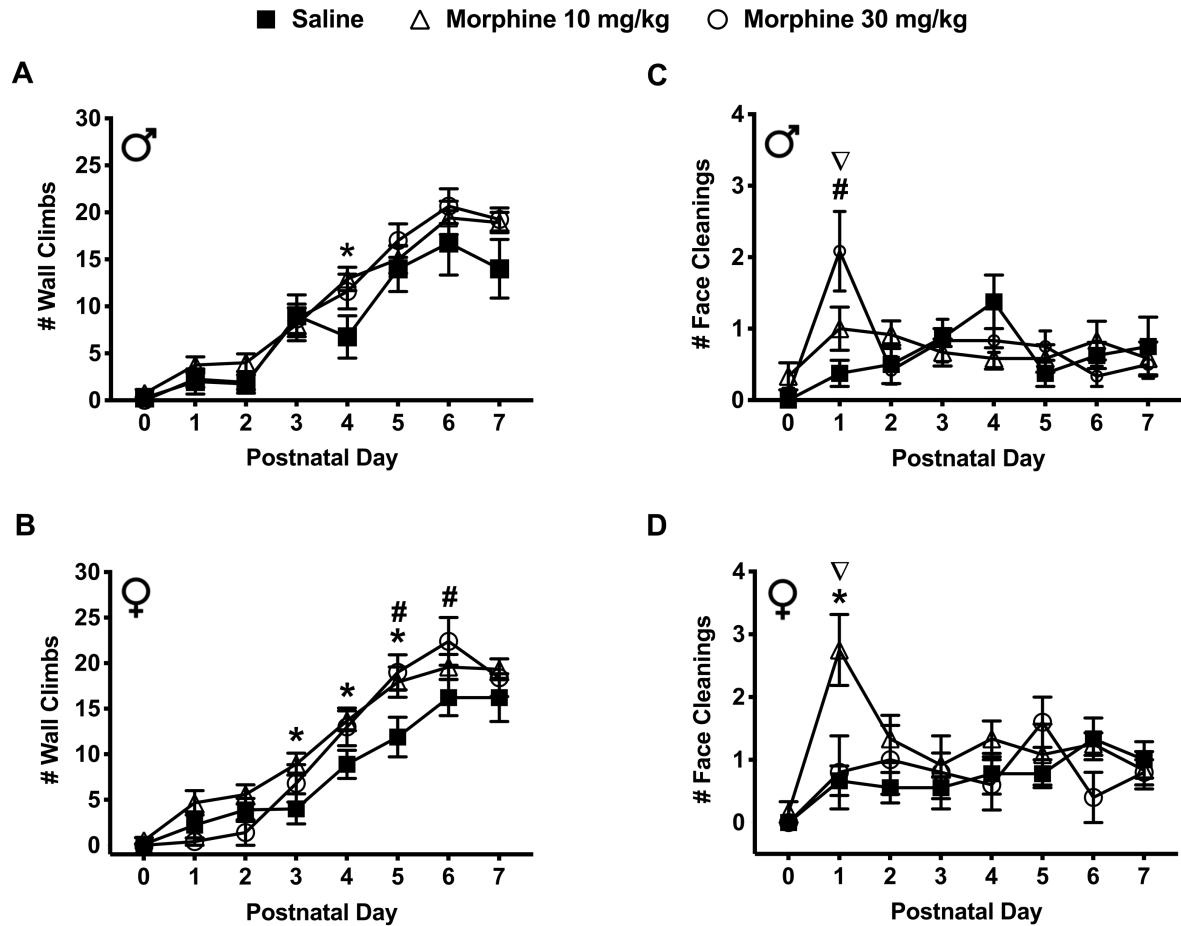 Saline Morphine 10 mg/kg Morphine 30 mg/kg
A
# Wall Climbs
30
25
20
15
10
5
0
*
0 1 2 3 4 5 6 7
Postnatal Day
C
# Face Cleanings
4
3
2
1
0
#
0 1 2 3 4 5 6 7
Postnatal Day
B
# Wall Climbs
30
25
20
15
10
5
0
*
*
#
*
#
0 1 2 3 4 5 6 7
Postnatal Day
D
# Face Cleanings
4
3
2
1
0
*
0 1 2 3 4 5 6 7
Postnatal Day